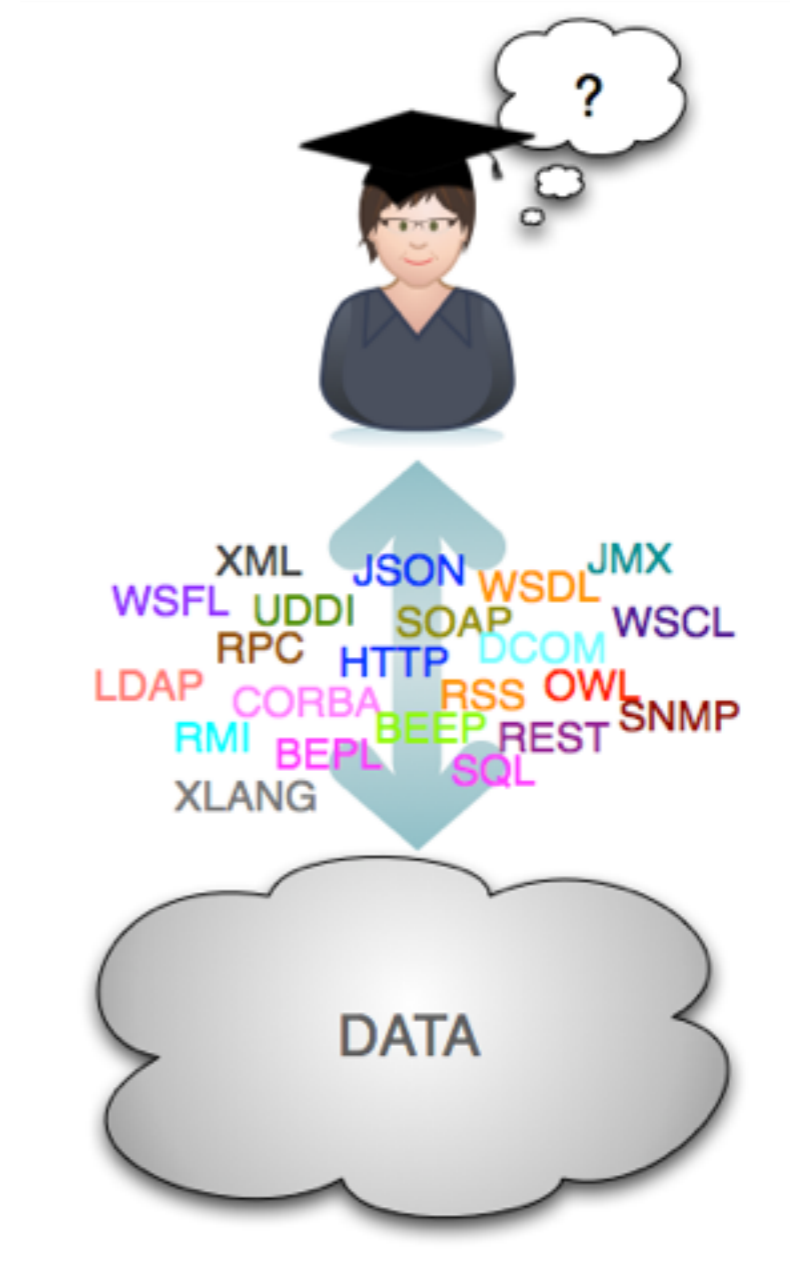 ?
XML
JSON
JMX
WSFL
UDDI
WSDL
SOAP
WSCL
RPC
HTTP
DCOM
LDAP
CORBA
RSS
OWL
SNMP
RMI
BEPL
BEEP
REST
SQL
XLANG
DATA